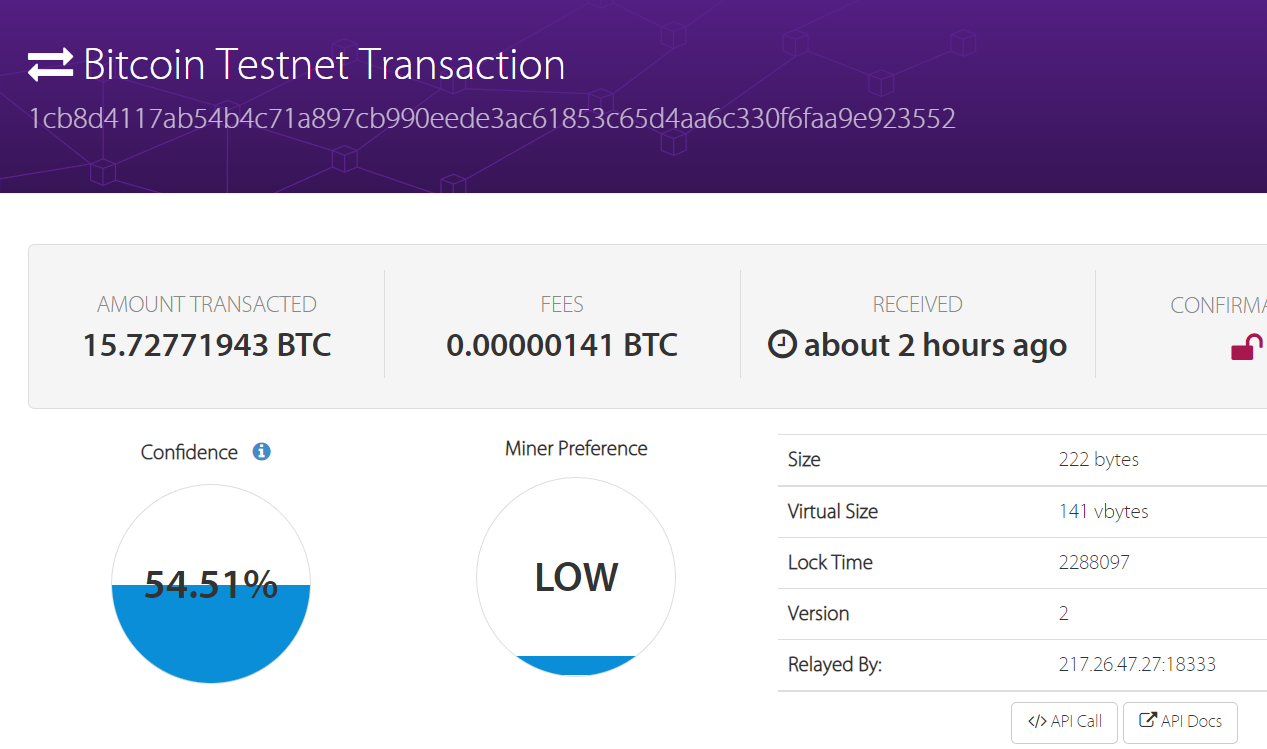 Bitcoin Testnet Transaction
1cb8d4117ab54b4c71a897cb990eede3ac61853c65d4aa6c330f6faa9e923552
AMOUNT TRANSACTED
15.72771943 BTC
FEES
0.00000141 BTC
RECEIVED
about 2 hours ago
CONFIRMA
Confidence
54.51%
Miner Preference
LOW
Size 222 bytes
Virtual Size 141 vbytes
Lock Time 2288097
Version 2
Relayed By: 217.26.47.27:18333
</> API Call
API Docs